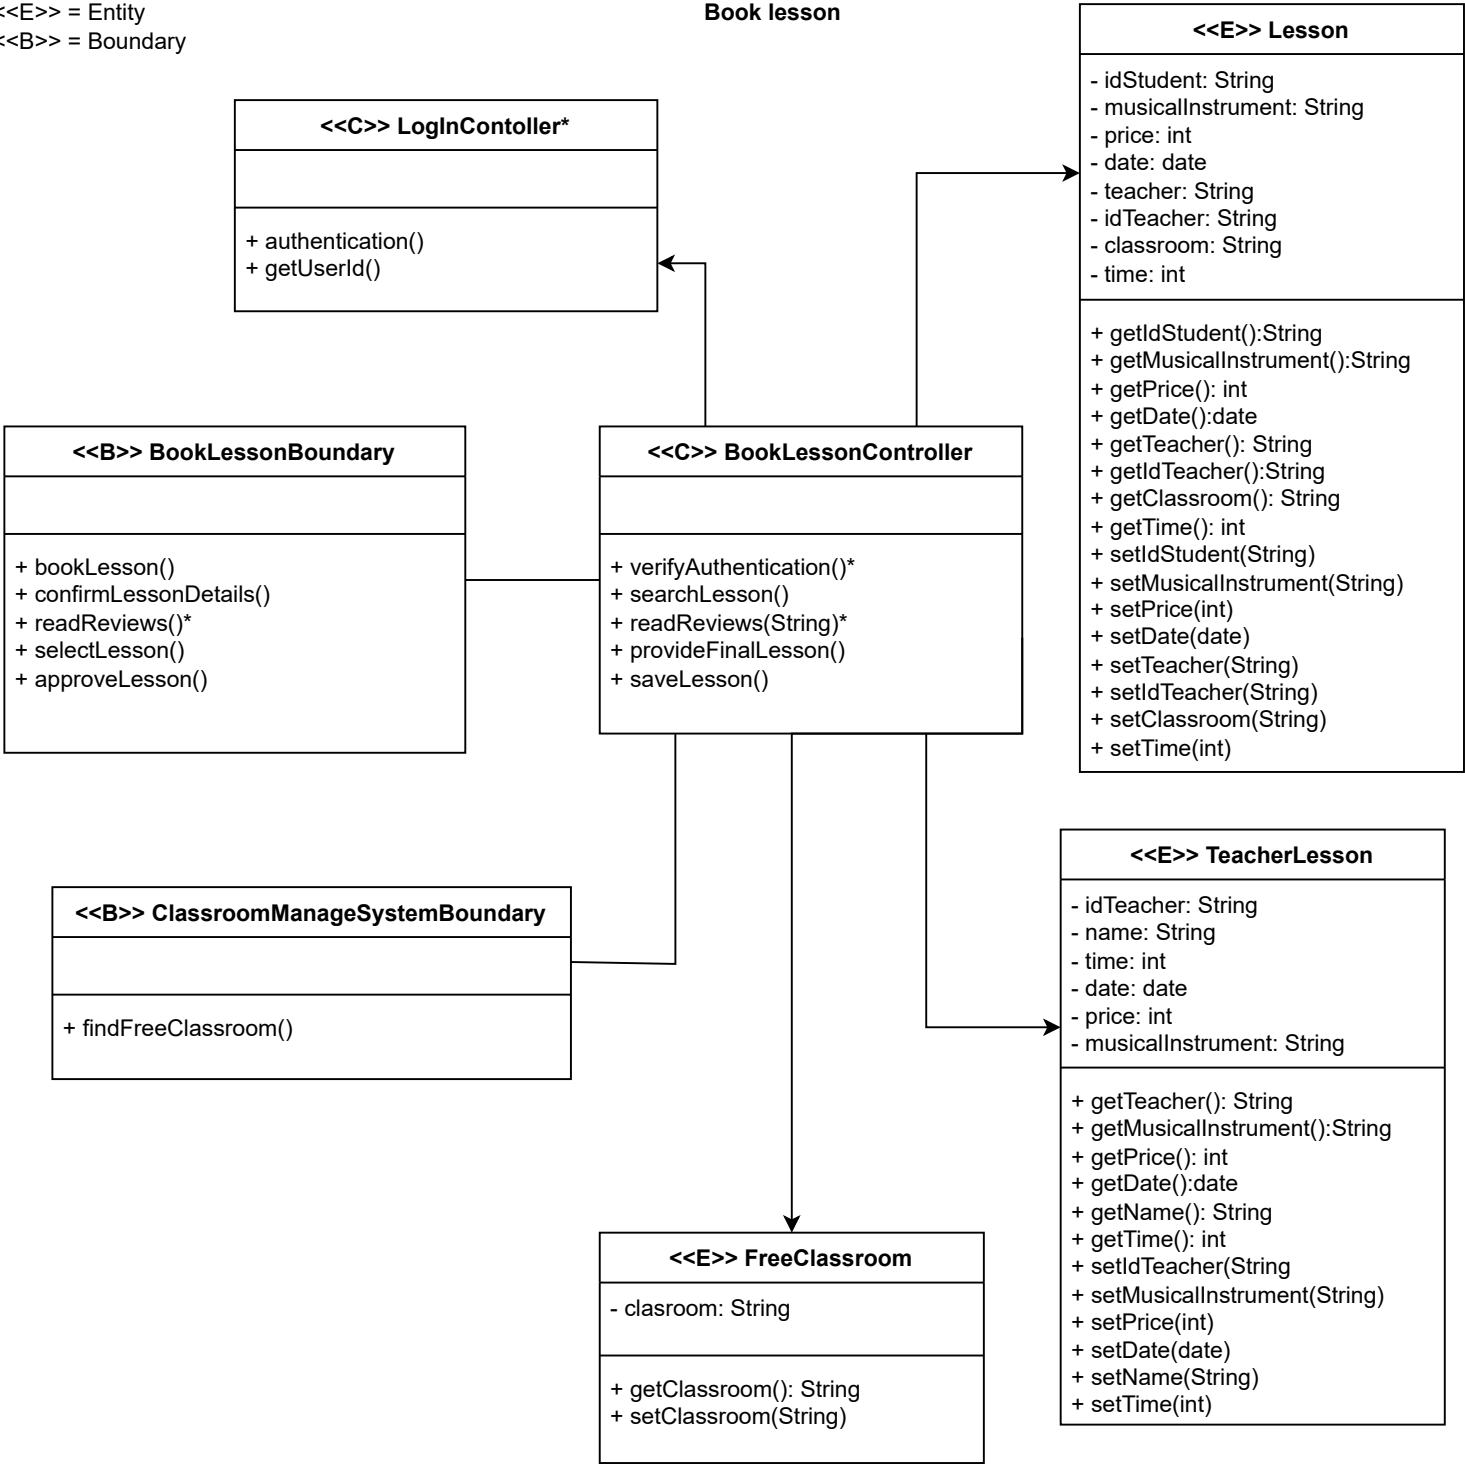 <<E>> = Entity
<<B>> = Boundary
Book lesson
<<C>> LogInContoller*
+ authentication()
+ getUserId()
<<E>> Lesson
- idStudent: String
- musicalInstrument: String
- price: int
- date: date
- teacher: String
- idTeacher: String
- classroom: String
- time: int
+ getIdStudent():String
+ getMusicalInstrument():String
+ getPrice(): int
+ getDate():date
+ getTeacher(): String
+ getIdTeacher():String
+ getClassroom(): String
+ getTime(): int
+ setIdStudent(String)
+ setMusicalInstrument(String)
+ setPrice(int)
+ setDate(date)
+ setTeacher(String)
+ setIdTeacher(String)
+ setClassroom(String)
+ setTime(int)
<<B>> BookLessonBoundary
+ bookLesson()
+ confirmLessonDetails()
+ readReviews()*
+ selectLesson()
+ approveLesson()
<<C>> BookLessonController
+ verifyAuthentication()*
+ searchLesson()
+ readReviews(String)*
+ provideFinalLesson()
+ saveLesson()
<<B>> ClassroomManageSystemBoundary
+ findFreeClassroom()
<<E>> TeacherLesson
- idTeacher: String
- name: String
- time: int
- date: date
- price: int
- musicalInstrument: String
+ getTeacher(): String
+ getMusicalInstrument():String
+ getPrice(): int
+ getDate():date
+ getName(): String
+ getTime(): int
+ setIdTeacher(String
+ setMusicalInstrument(String)
+ setPrice(int)
+ setDate(date)
+ setName(String)
+ setTime(int)
<<E>> FreeClassroom
- clasroom: String
+ getClassroom(): String
+ setClassroom(String)